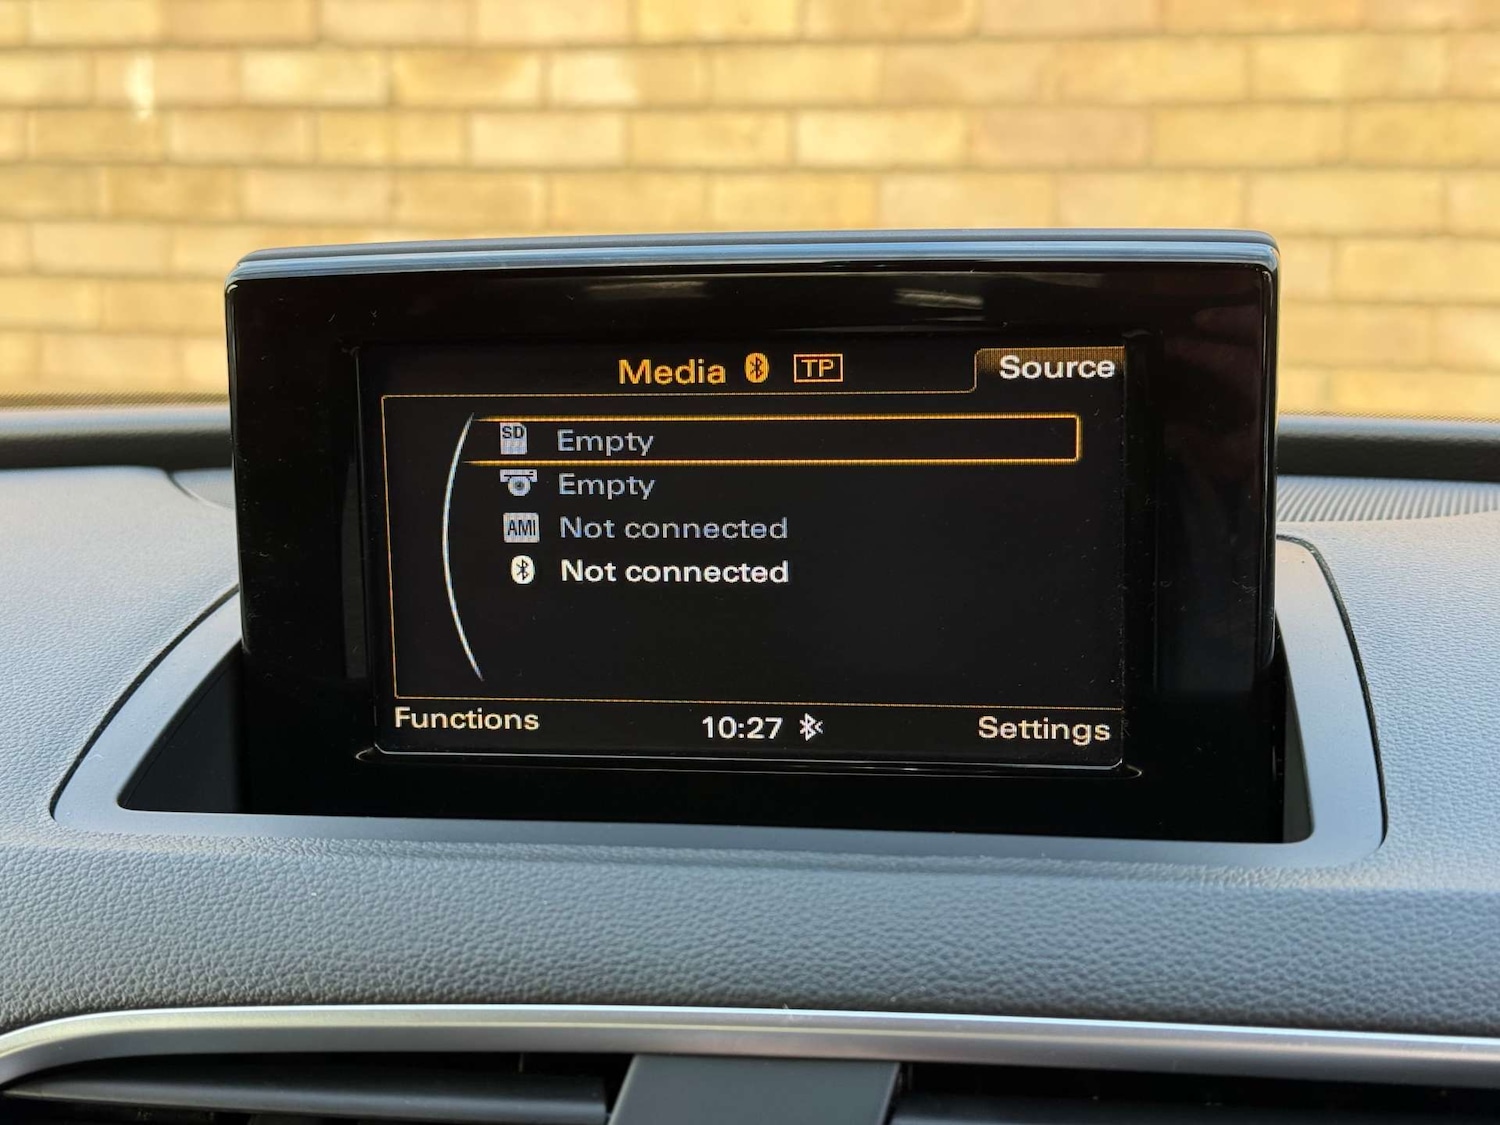 Media TP Source
SD Empty
Empty
AMI Not connected
Not connected
Functions 10:27 Settings